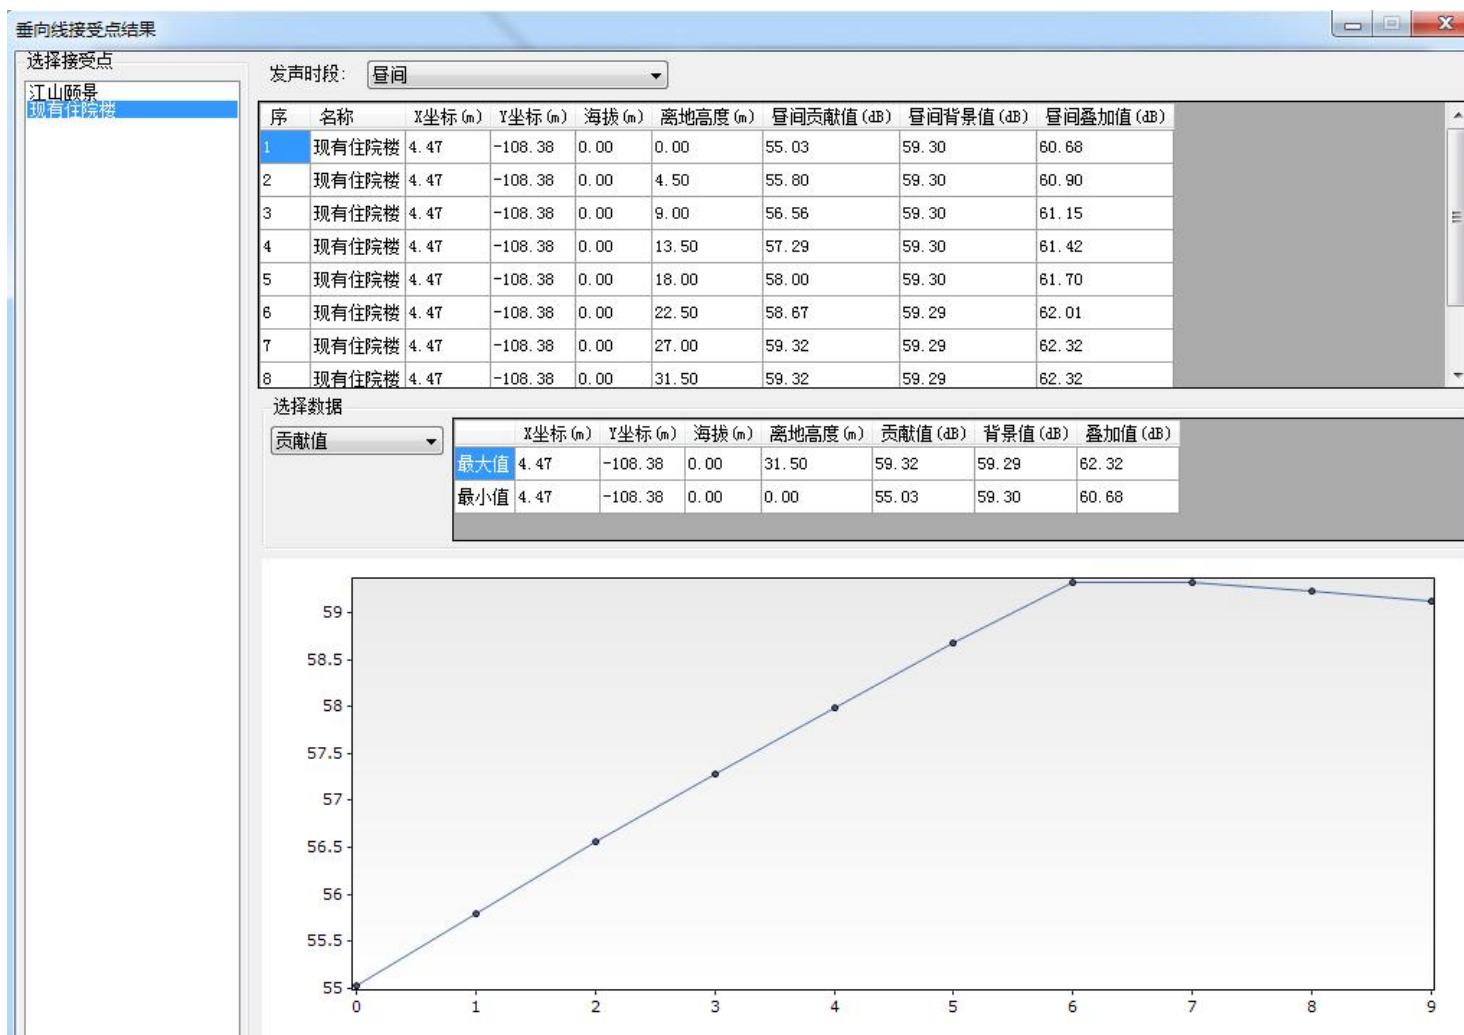 垂向线接受点结果
选择接受点
江山颐景
现有住院楼
发声时段: 昼间
序 名称 X坐标(m) Y坐标(m) 海拔(m) 离地高度(m) 昼间贡献值(dB) 昼间背景值(dB) 昼间叠加值(dB)
1 现有住院楼 4.47 -108.38 0.00 0.00 55.03 59.30 60.68
2 现有住院楼 4.47 -108.38 0.00 4.50 55.80 59.30 60.90
3 现有住院楼 4.47 -108.38 0.00 9.00 56.56 59.30 61.15
4 现有住院楼 4.47 -108.38 0.00 13.50 57.29 59.30 61.42
5 现有住院楼 4.47 -108.38 0.00 18.00 58.00 59.30 61.70
6 现有住院楼 4.47 -108.38 0.00 22.50 58.67 59.29 62.01
7 现有住院楼 4.47 -108.38 0.00 27.00 59.32 59.29 62.32
8 现有住院楼 4.47 -108.38 0.00 31.50 59.32 59.29 62.32
选择数据
贡献值
X坐标(m) Y坐标(m) 海拔(m) 离地高度(m) 贡献值(dB) 背景值(dB) 叠加值(dB)
最大值 4.47 -108.38 0.00 31.50 59.32 59.29 62.32
最小值 4.47 -108.38 0.00 0.00 55.03 59.30 60.68
59
58.5
58
57.5
57
56.5
56
55.5
55
0 1 2 3 4 5 6 7 8 9